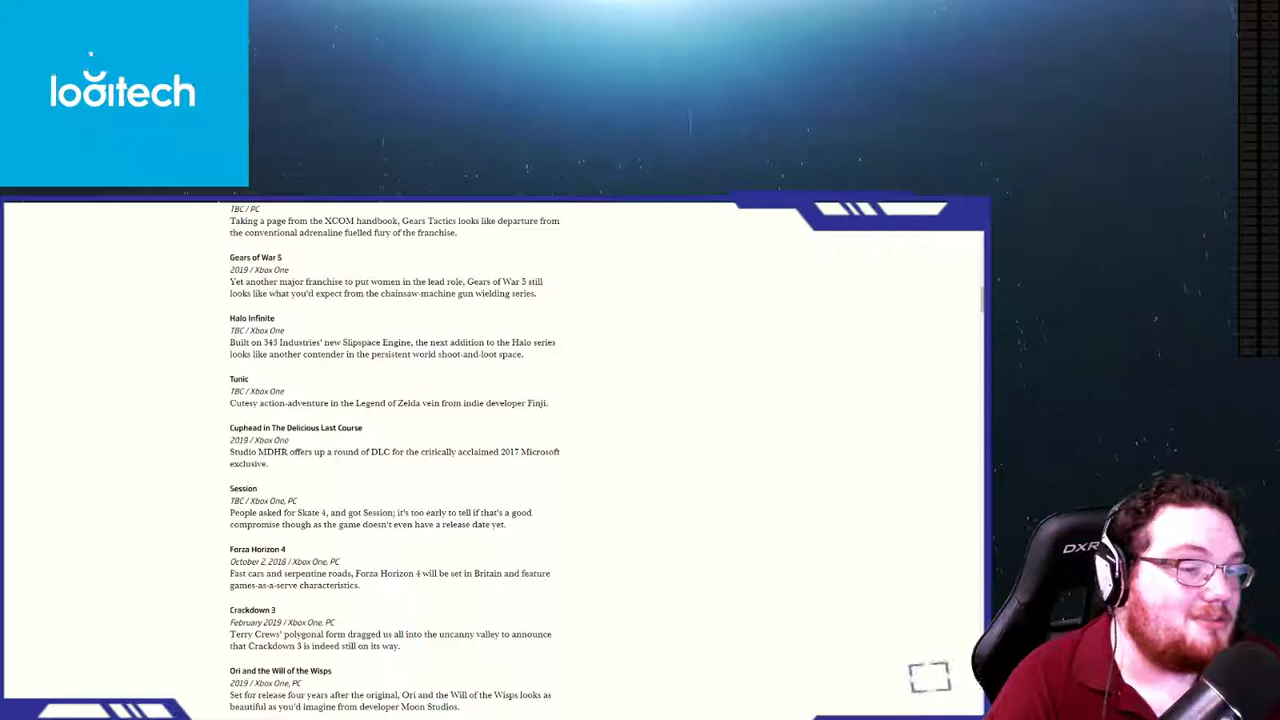 logitech
TBC / PC
Taking a page from the XCOM handbook, Gears Tactics looks like departure from
the conventional adrenaline fuelled fury of the franchise.
Gears of War 5
2019 / Xbox One
Yet another major franchise to put women in the lead role, Gears of War 5 still
looks like what you'd expect from the chainsaw-machine gun wielding series.
Halo Infinite
TBC / Xbox One
Built on 343 Industries' new Slipspace Engine, the next addition to the Halo series
looks like another contender in the persistent world shoot-and-loot space.
Tunic
TBC / Xbox One
Cutesy action-adventure in the Legend of Zelda vein from indie developer Finji.
Cuphead in The Delicious Last Course
2019 / Xbox One
Studio MDHR offers up a round of DLC for the critically acclaimed 2017 Microsoft
exclusive.
Session
TBC / Xbox One, PC
People asked for Skate 4, and got Session; it's too early to tell if that's a good
compromise though as the game doesn't even have a release date yet.
Forza Horizon 4
October 2, 2018 / Xbox One, PC
Fast cars and serpentine roads, Forza Horizon 4 will be set in Britain and feature
games-as-a-serve characteristics.
Crackdown 3
February 2019 / Xbox One, PC
Terry Crews' polygonal form dragged us all into the uncanny valley to announce
that Crackdown 3 is indeed still on its way.
Ori and the Will of the Wisps
2019 / Xbox One, PC
Set for release four years after the original, Ori and the Will of the Wisps looks as
beautiful as you'd imagine from developer Moon Studios.
DXR